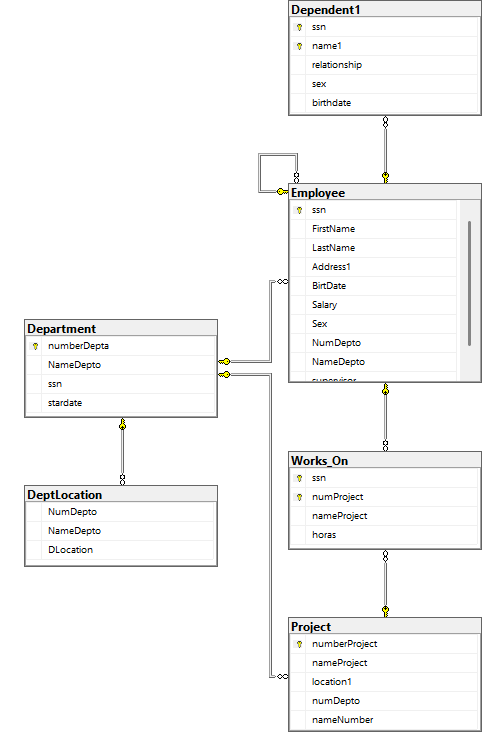 Dependent1
ssn
name1
relationship
sex
birthdate
Employee
ssn
FirstName
LastName
Address1
BirtDate
Salary
Sex
NumDepto
NameDepto
supervisor
Department
numberDepta
NameDepto
ssn
stardate
Works_On
ssn
numProject
nameProject
horas
DeptLocation
NumDepto
NameDepto
DLocation
Project
numberProject
nameProject
location1
numDepto
nameNumber